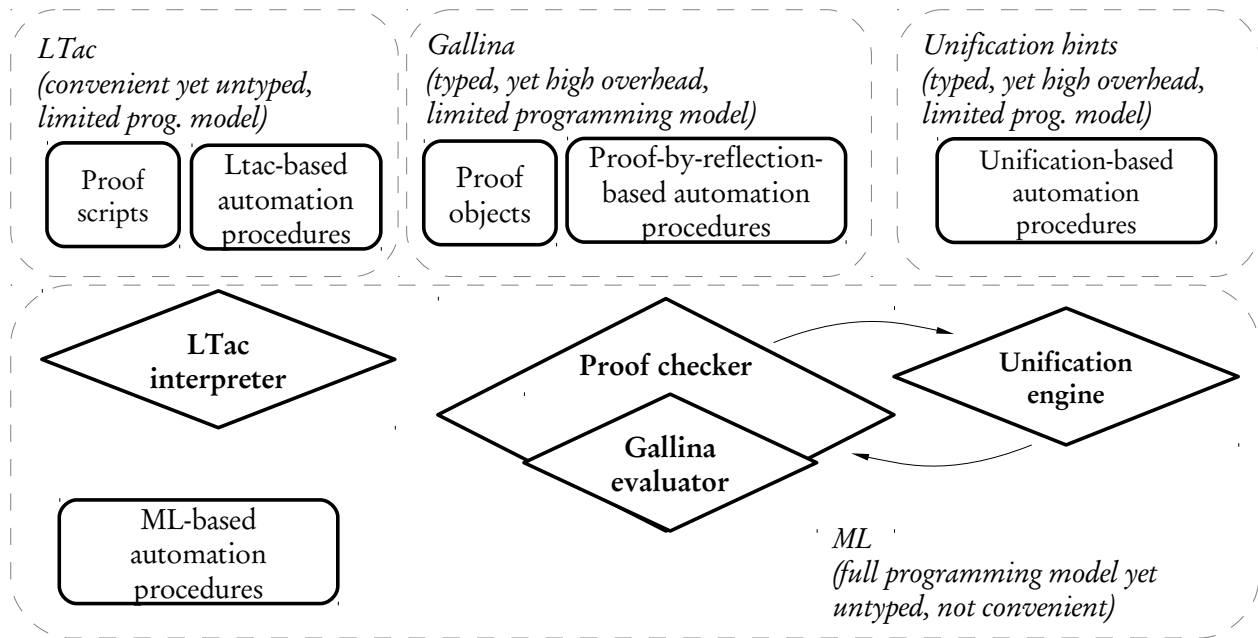 LTac
(convenient yet untyped,
limited prog. model)
Proof
scripts
Ltac-based
automation
procedures
Gallina
(typed, yet high overhead,
limited programming model)
Proof
objects
Proof-by-reflection-
based automation
procedures
Unification hints
(typed, yet high overhead,
limited prog. model)
Unification-based
automation
procedures
LTac
interpreter
Proof checker
Gallina
evaluator
Unification
engine
ML-based
automation
procedures
ML
(full programming model yet
untyped, not convenient)